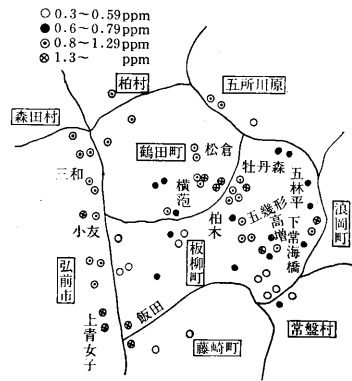 ○ 0.3～0.59ppm
● 0.6～0.79ppm
⊙ 0.8～1.29ppm
⊗ 1.3～ ppm
柏村
五所川原
森田村
鶴田町
松倉
牡丹森
三和
横萢
五林平
浪岡町
五幾形
小友
柏木
高増
下常海橋
板柳町
弘前市
飯田
上青女子
藤崎町
常盤村